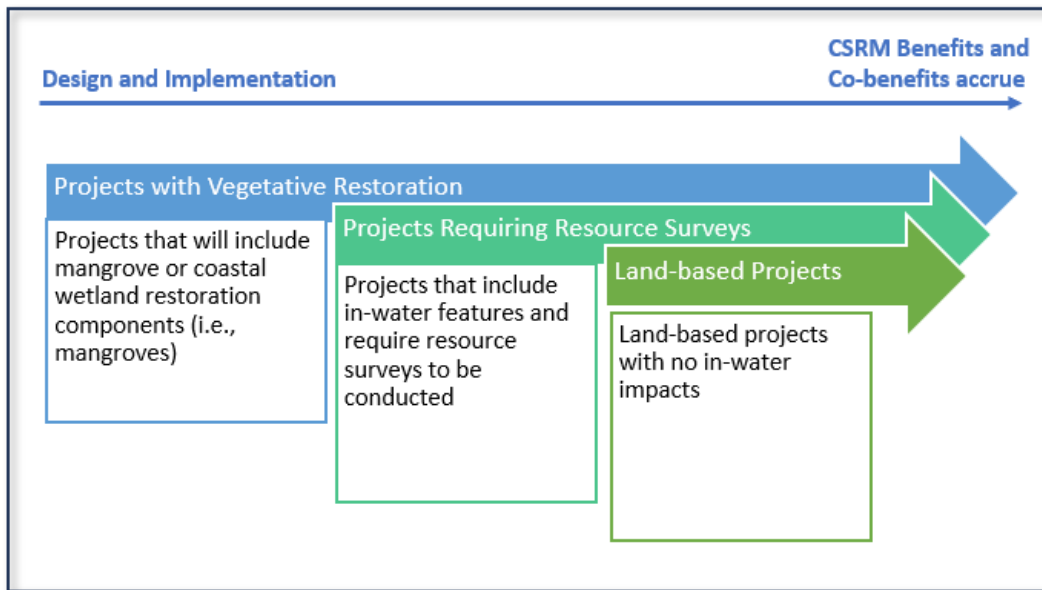 CSRM Benefits and
Co-benefits accrue
Design and Implementation
Projects with Vegetative Restoration
Projects that will include
mangrove or coastal
wetland restoration
components (i.e.,
mangroves)
Projects Requiring Resource Surveys
Projects that include
in-water features and
require resource
surveys to be
conducted
Land-based Projects
Land-based projects
with no in-water
impacts